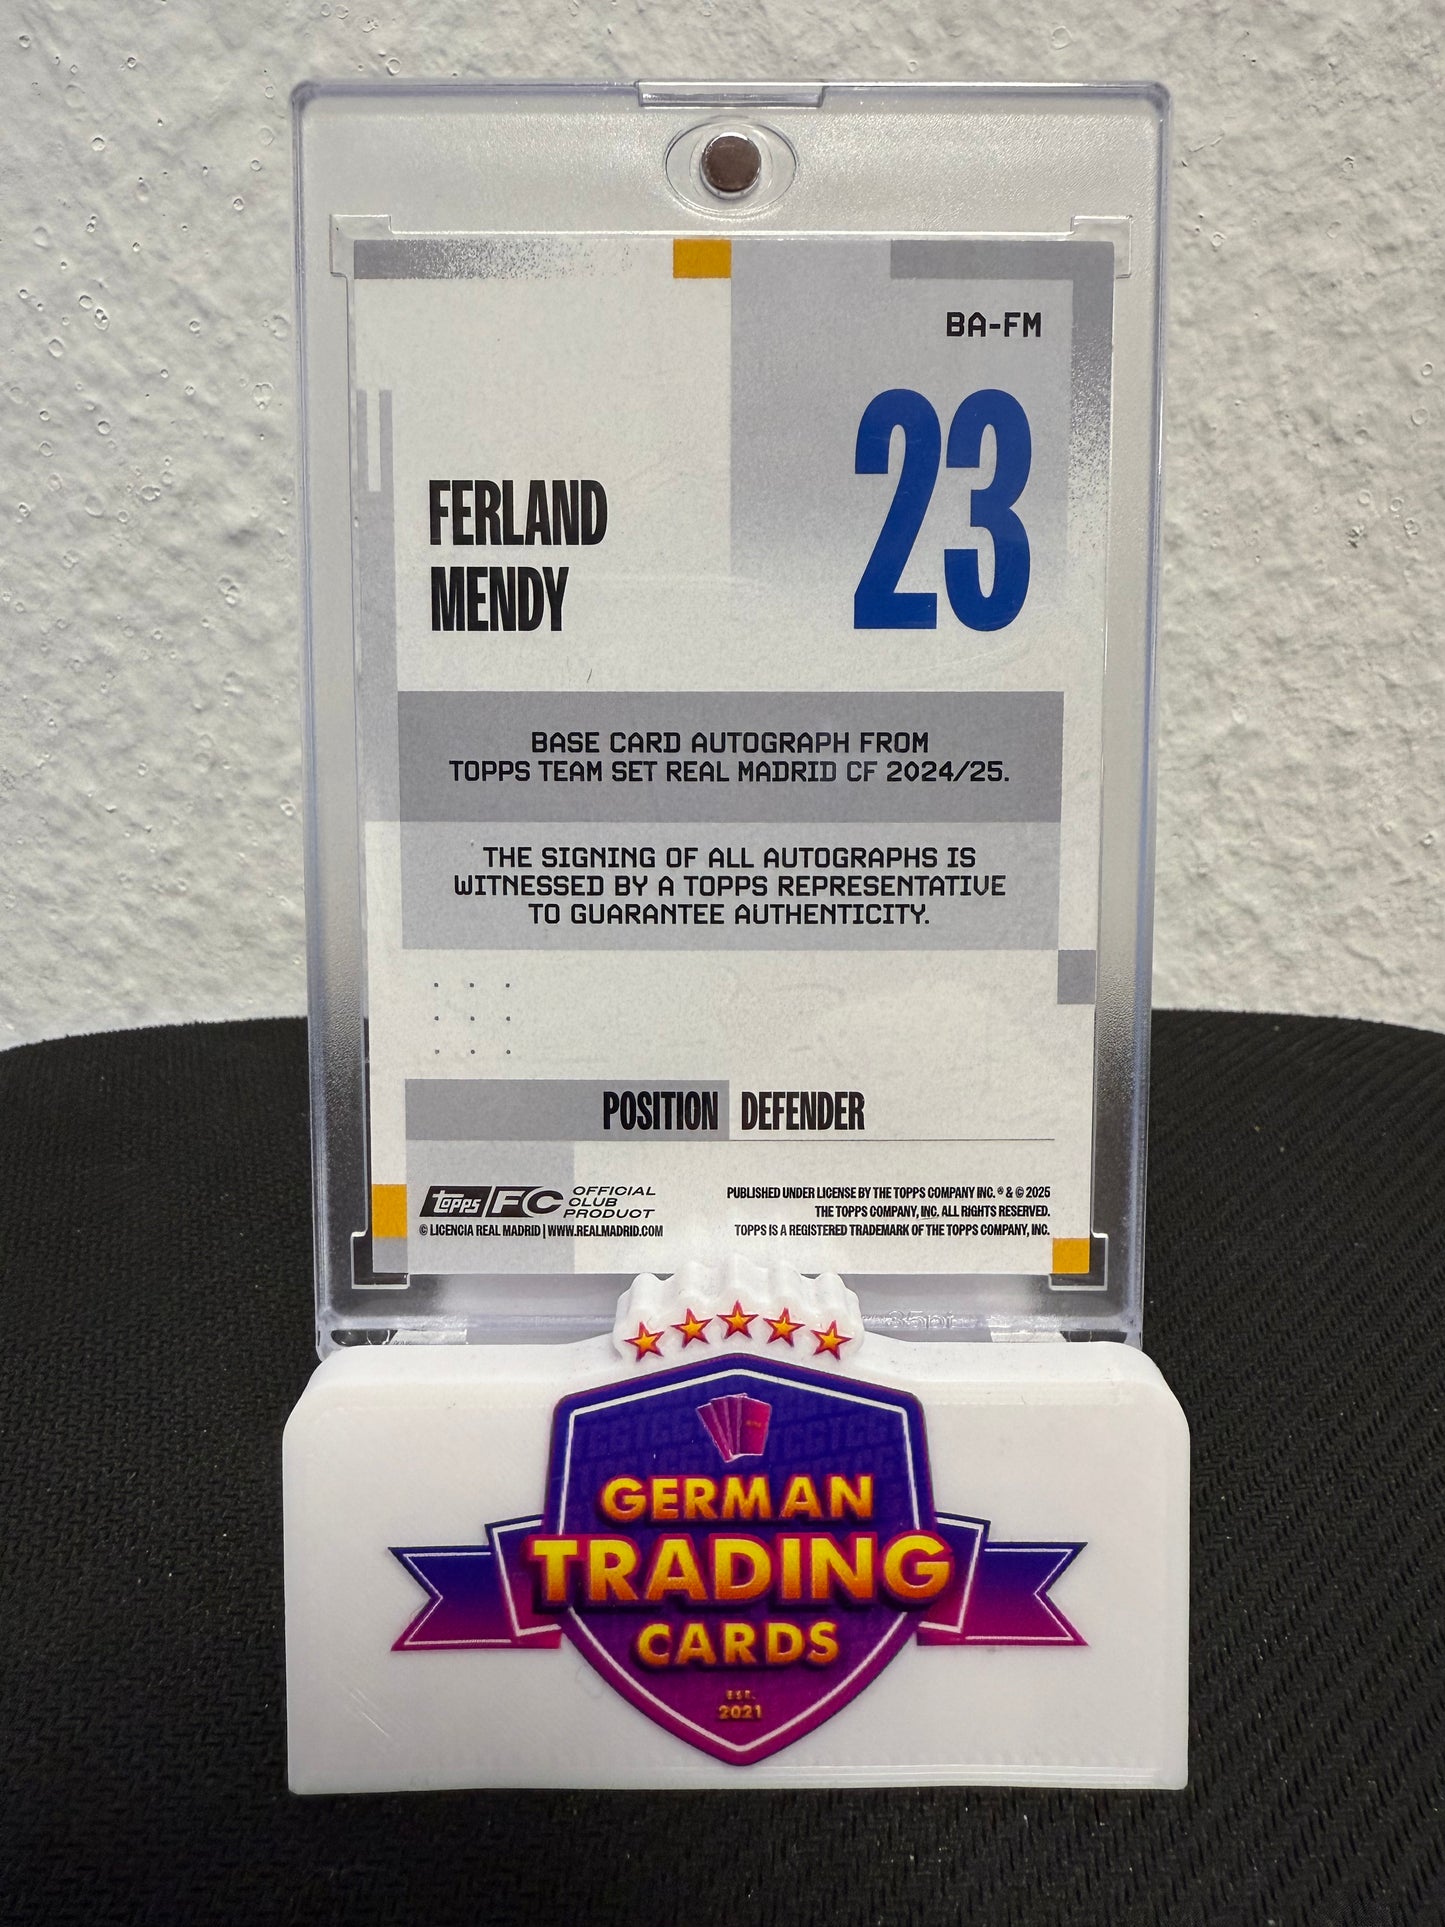 BA-FM
23
FERLAND
MENDY
BASE CARD AUTOGRAPH FROM
TOPPS TEAM SET REAL MADRID CF 2024/25.
THE SIGNING OF ALL AUTOGRAPHS IS
WITNESSED BY A TOPPS REPRESENTATIVE
TO GUARANTEE AUTHENTICITY.
POSITION DEFENDER
topps FC OFFICIAL
CLUB
PRODUCT
© LICENCIA REAL MADRID | WWW.REALMADRID.COM
PUBLISHED UNDER LICENSE BY THE TOPPS COMPANY INC. ® & © 2025
THE TOPPS COMPANY, INC. ALL RIGHTS RESERVED.
TOPPS IS A REGISTERED TRADEMARK OF THE TOPPS COMPANY, INC.
35pt
GERMAN
TRADING
CARDS
EST.
2021